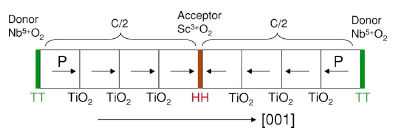 Donor
Nb5+O2
C/2
Acceptor
Sc3+O2
C/2
Donor
Nb5+O2
P
P
TT
TiO2
TiO2
TiO2
HH
TiO2
TiO2
TiO2
TT
[001]